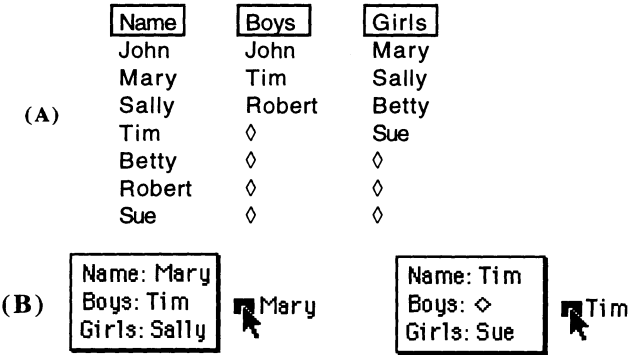 Name Boys Girls
John John Mary
Mary Tim Sally
Sally Robert Betty
(A)
Tim ◊ Sue
Betty ◊ ◊
Robert ◊ ◊
Sue ◊ ◊
(B)
Name: Mary
Boys: Tim
Girls: Sally
Mary
Name: Tim
Boys: ◊
Girls: Sue
Tim